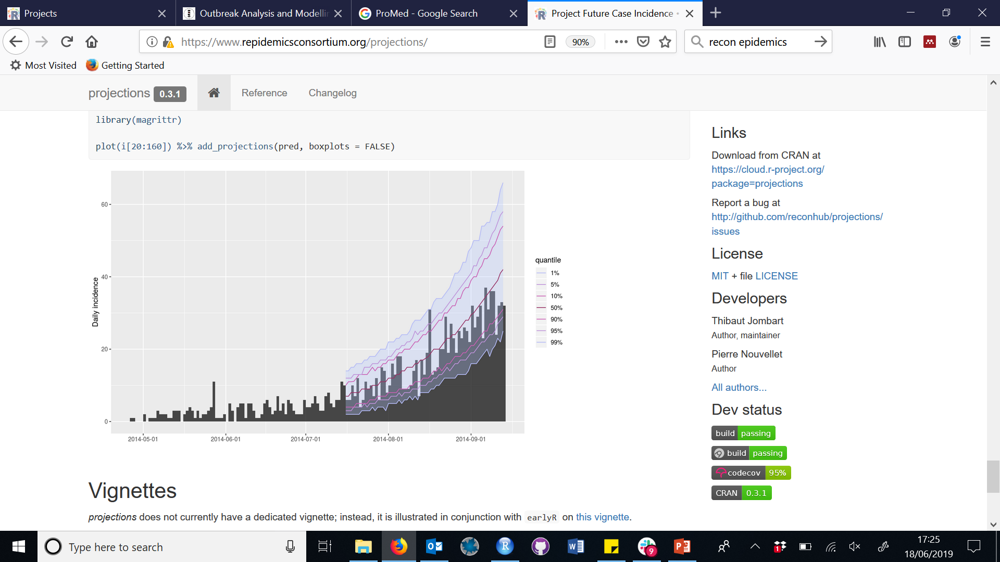 Projects
Outbreak Analysis and Modellin
ProMed - Google Search
Project Future Case Incidence •
https://www.repidemicsconsortium.org/projections/
90%
recon epidemics
Most Visited
Getting Started
projections 0.3.1
Reference
Changelog
library(magrittr)
plot(i[20:160]) %>% add_projections(pred, boxplots = FALSE)
Daily incidence
60
40
20
0
2014-05-01
2014-06-01
2014-07-01
2014-08-01
2014-09-01
quantile
1%
5%
10%
50%
90%
95%
99%
Vignettes
projections does not currently have a dedicated vignette; instead, it is illustrated in conjunction with earlyR on this vignette.
Links
Download from CRAN at
https://cloud.r-project.org/
package=projections
Report a bug at
http://github.com/reconhub/projections/
issues
License
MIT + file LICENSE
Developers
Thibaut Jombart
Author, maintainer
Pierre Nouvellet
Author
All authors...
Dev status
build passing
build passing
codecov 95%
CRAN 0.3.1
Type here to search
9
1
17:25
18/06/2019